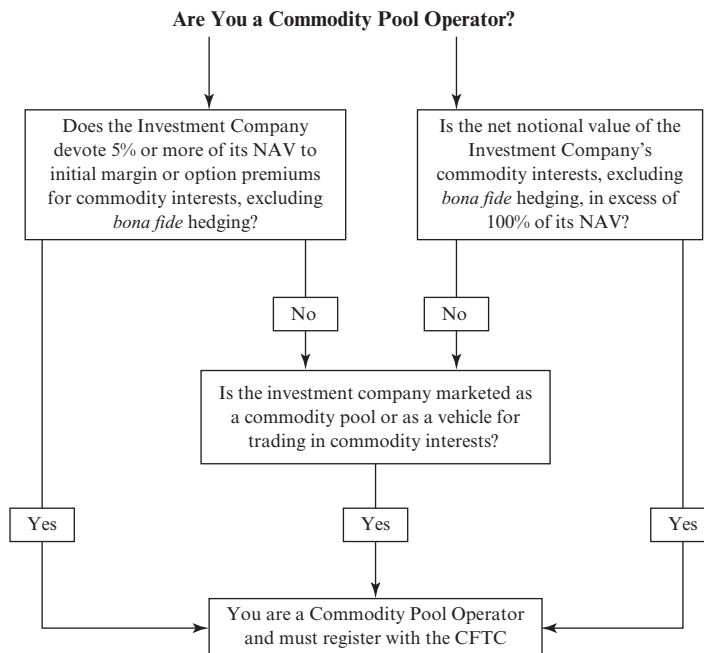 Are You a Commodity Pool Operator?
Does the Investment Company
devote 5% or more of its NAV to
initial margin or option premiums
for commodity interests, excluding
bona fide hedging?
Is the net notional value of the
Investment Company's
commodity interests, excluding
bona fide hedging, in excess of
100% of its NAV?
No
No
Is the investment company marketed as
a commodity pool or as a vehicle for
trading in commodity interests?
Yes
Yes
Yes
You are a Commodity Pool Operator
and must register with the CFTC